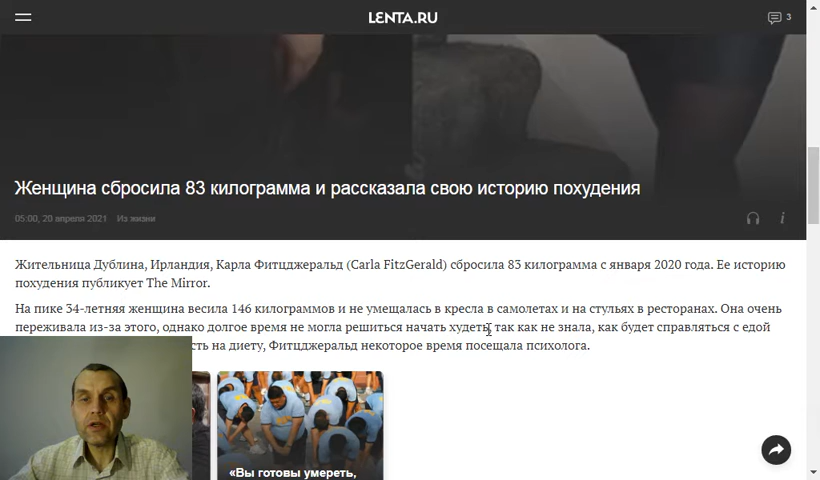 LENTA.RU
3
Женщина сбросила 83 килограмма и рассказала свою историю похудения
05:00, 20 апреля 2021 Из жизни
Жительница Дублина, Ирландия, Карла Фитцджеральд (Carla FitzGerald) сбросила 83 килограмма с января 2020 года. Ее историю
похудения публикует The Mirror.
На пике 34-летняя женщина весила 146 килограммов и не умещалась в кресла в самолетах и на стульях в ресторанах. Она очень
переживала из-за этого, однако долгое время не могла решиться начать худеть, так как не знала, как будет справляться с едой
на диету, Фитцджеральд некоторое время посещала психолога.
«Вы готовы умереть,